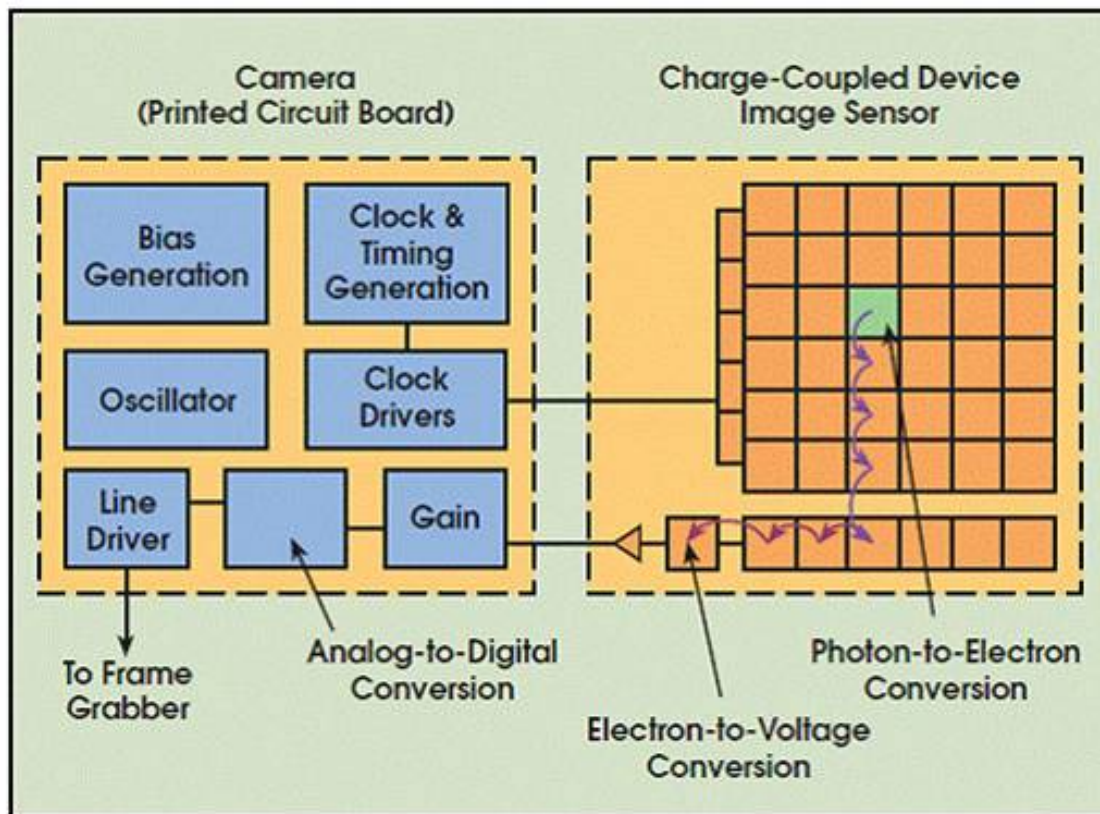 Camera
(Printed Circuit Board)
Charge-Coupled Device
Image Sensor
Bias
Generation
Clock &
Timing
Generation
Oscillator
Clock
Drivers
Line
Driver
Gain
To Frame
Grabber
Analog-to-Digital
Conversion
Electron-to-Voltage
Conversion
Photon-to-Electron
Conversion